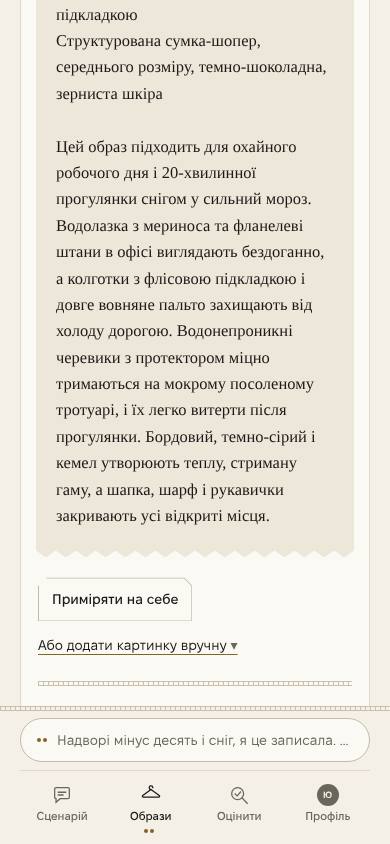 підкладкою
Структурована сумка-шопер,
середнього розміру, темно-шоколадна,
зерниста шкіра
Цей образ підходить для охайного
робочого дня і 20-хвилинної
прогулянки снігом у сильний мороз.
Водолазка з мериноса та фланелеві
штани в офісі виглядають бездоганно,
а колготки з флісовою підкладкою і
довге вовняне пальто захищають від
холоду дорогою. Водонепроникні
черевики з протектором міцно
тримаються на мокрому посоленому
тротуарі, і їх легко витерти після
прогулянки. Бордовий, темно-сірий і
кемел утворюють теплу, стриману
гаму, а шапка, шарф і рукавички
закривають усі відкриті місця.
Приміряти на себе
Або додати картинку вручну ▾
Надворі мінус десять і сніг, я це записала. ...
Ю
Сценарій Образи Оцінити Профіль